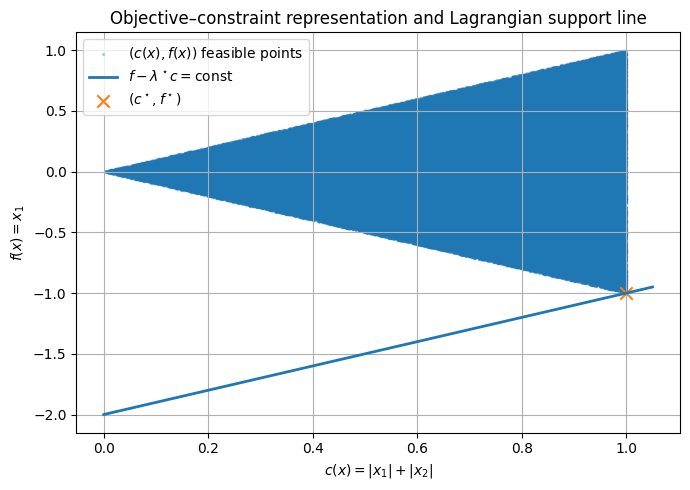 Objective–constraint representation and Lagrangian support line
(c(x), f(x)) feasible points
f − λ*c = const
(c*, f*)
1.0
0.5
0.0
−0.5
−1.0
−1.5
−2.0
f(x) = x₁
0.0 0.2 0.4 0.6 0.8 1.0
c(x) = |x₁| + |x₂|